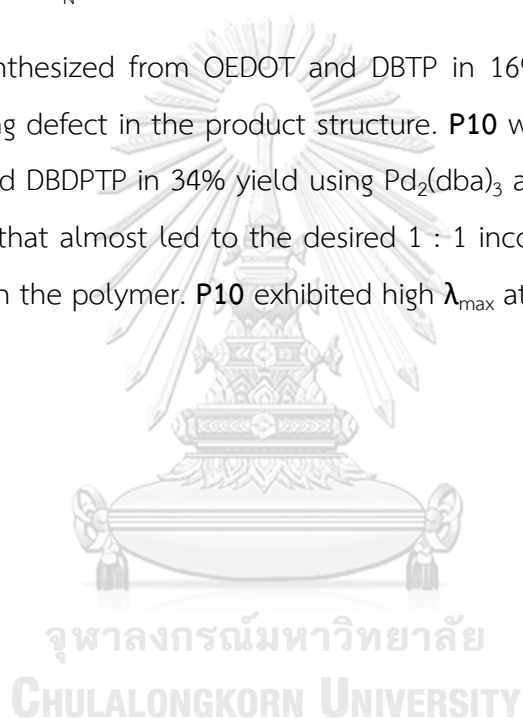 N
nthesized from OEDOT and DBTP in 16%
ng defect in the product structure. P10 w
d DBDPTP in 34% yield using Pd₂(dba)₃ a
that almost led to the desired 1 : 1 inco
n the polymer. P10 exhibited high λmax at
จุฬาลงกรณ์มหาวิทยาลัย
CHULALONGKORN UNIVERSITY